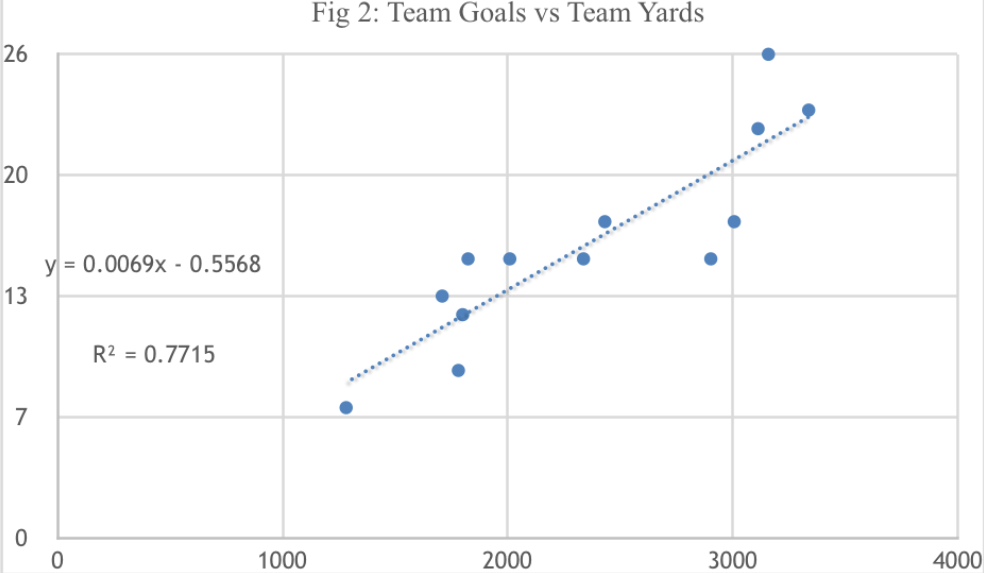 Fig 2: Team Goals vs Team Yards
26
20
y = 0.0069x - 0.5568
13
R² = 0.7715
7
0
0 1000 2000 3000 4000